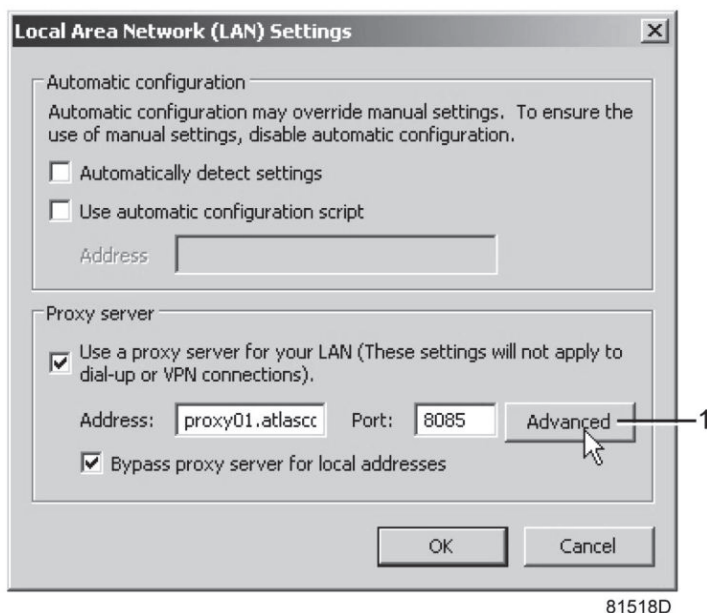 Local Area Network (LAN) Settings
Automatic configuration
Automatic configuration may override manual settings. To ensure the
use of manual settings, disable automatic configuration.
Automatically detect settings
Use automatic configuration script
Address
Proxy server
Use a proxy server for your LAN (These settings will not apply to
dial-up or VPN connections).
Address: proxy01.atlascc Port: 8085 Advanced 1
Bypass proxy server for local addresses
OK Cancel
81518D